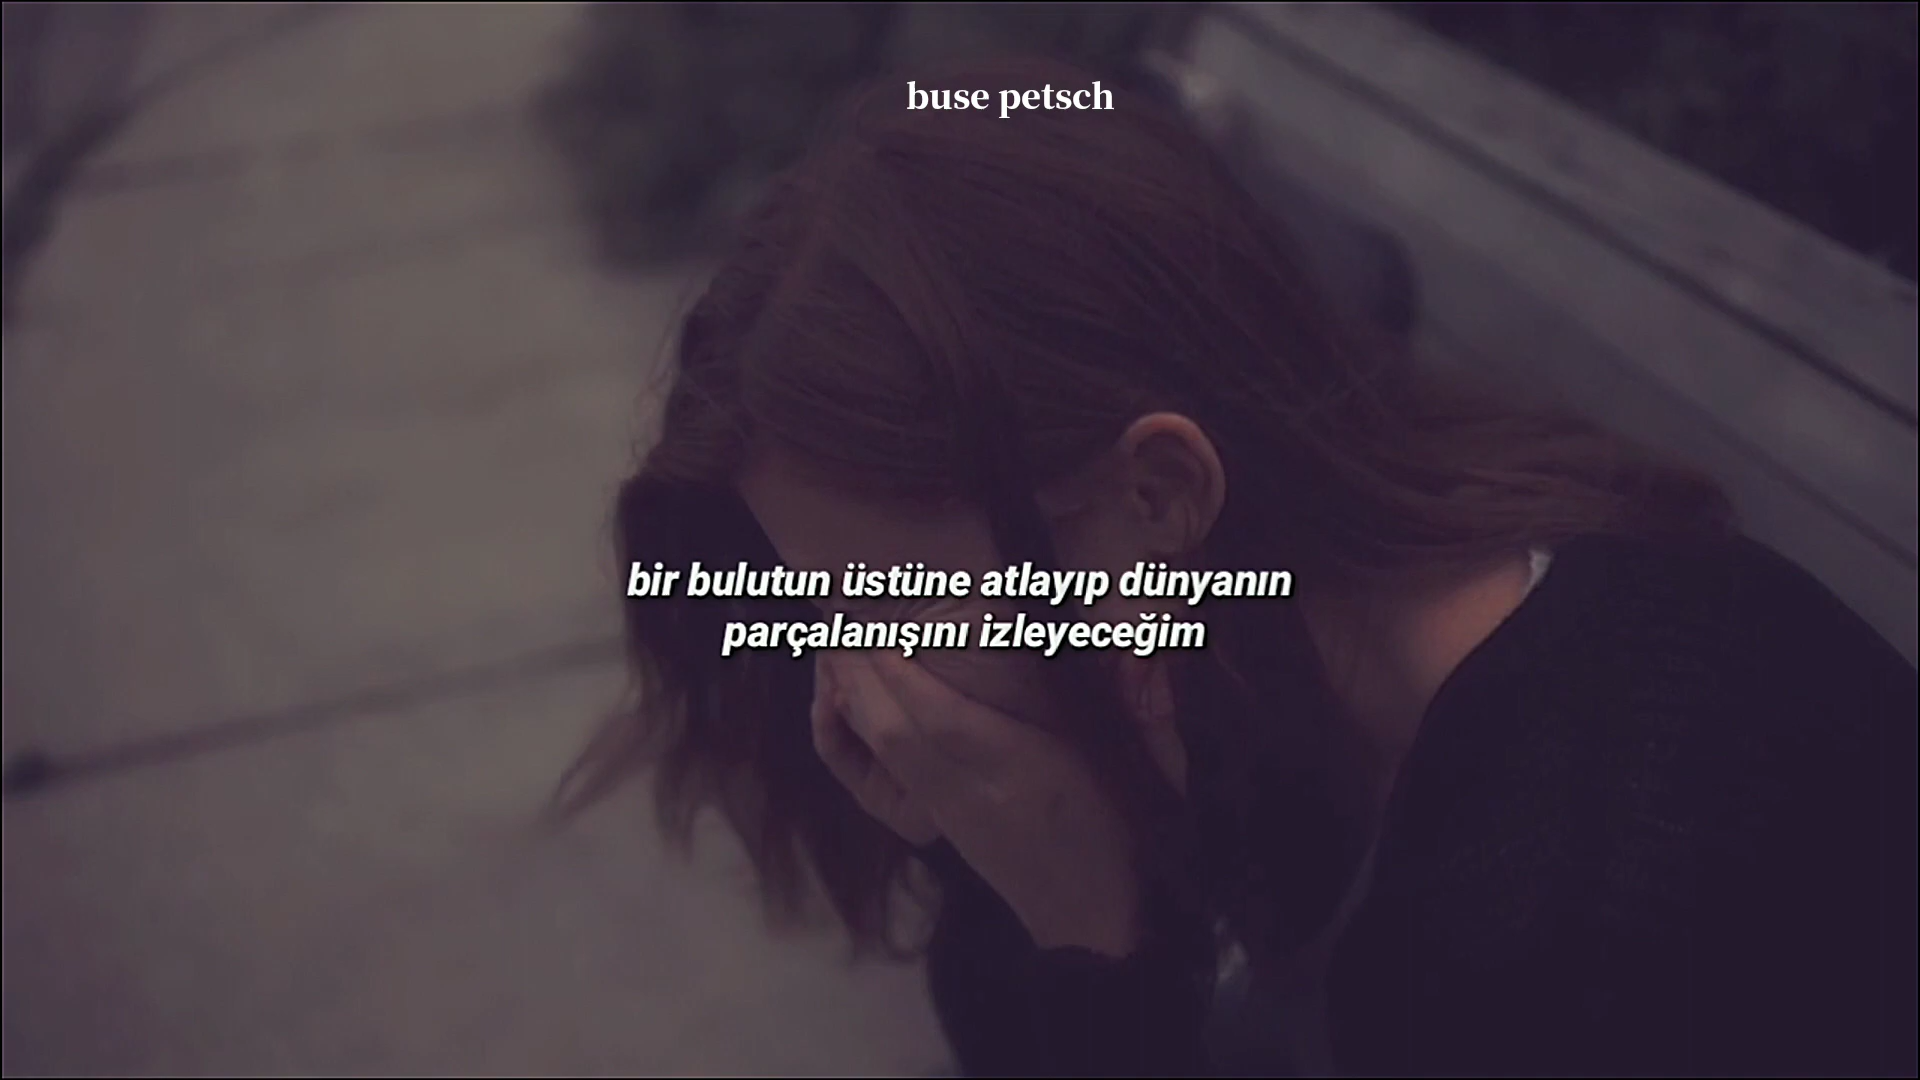 buse petsch
bir bulutun üstüne atlayıp dünyanın
parçalanışını izleyeceğim